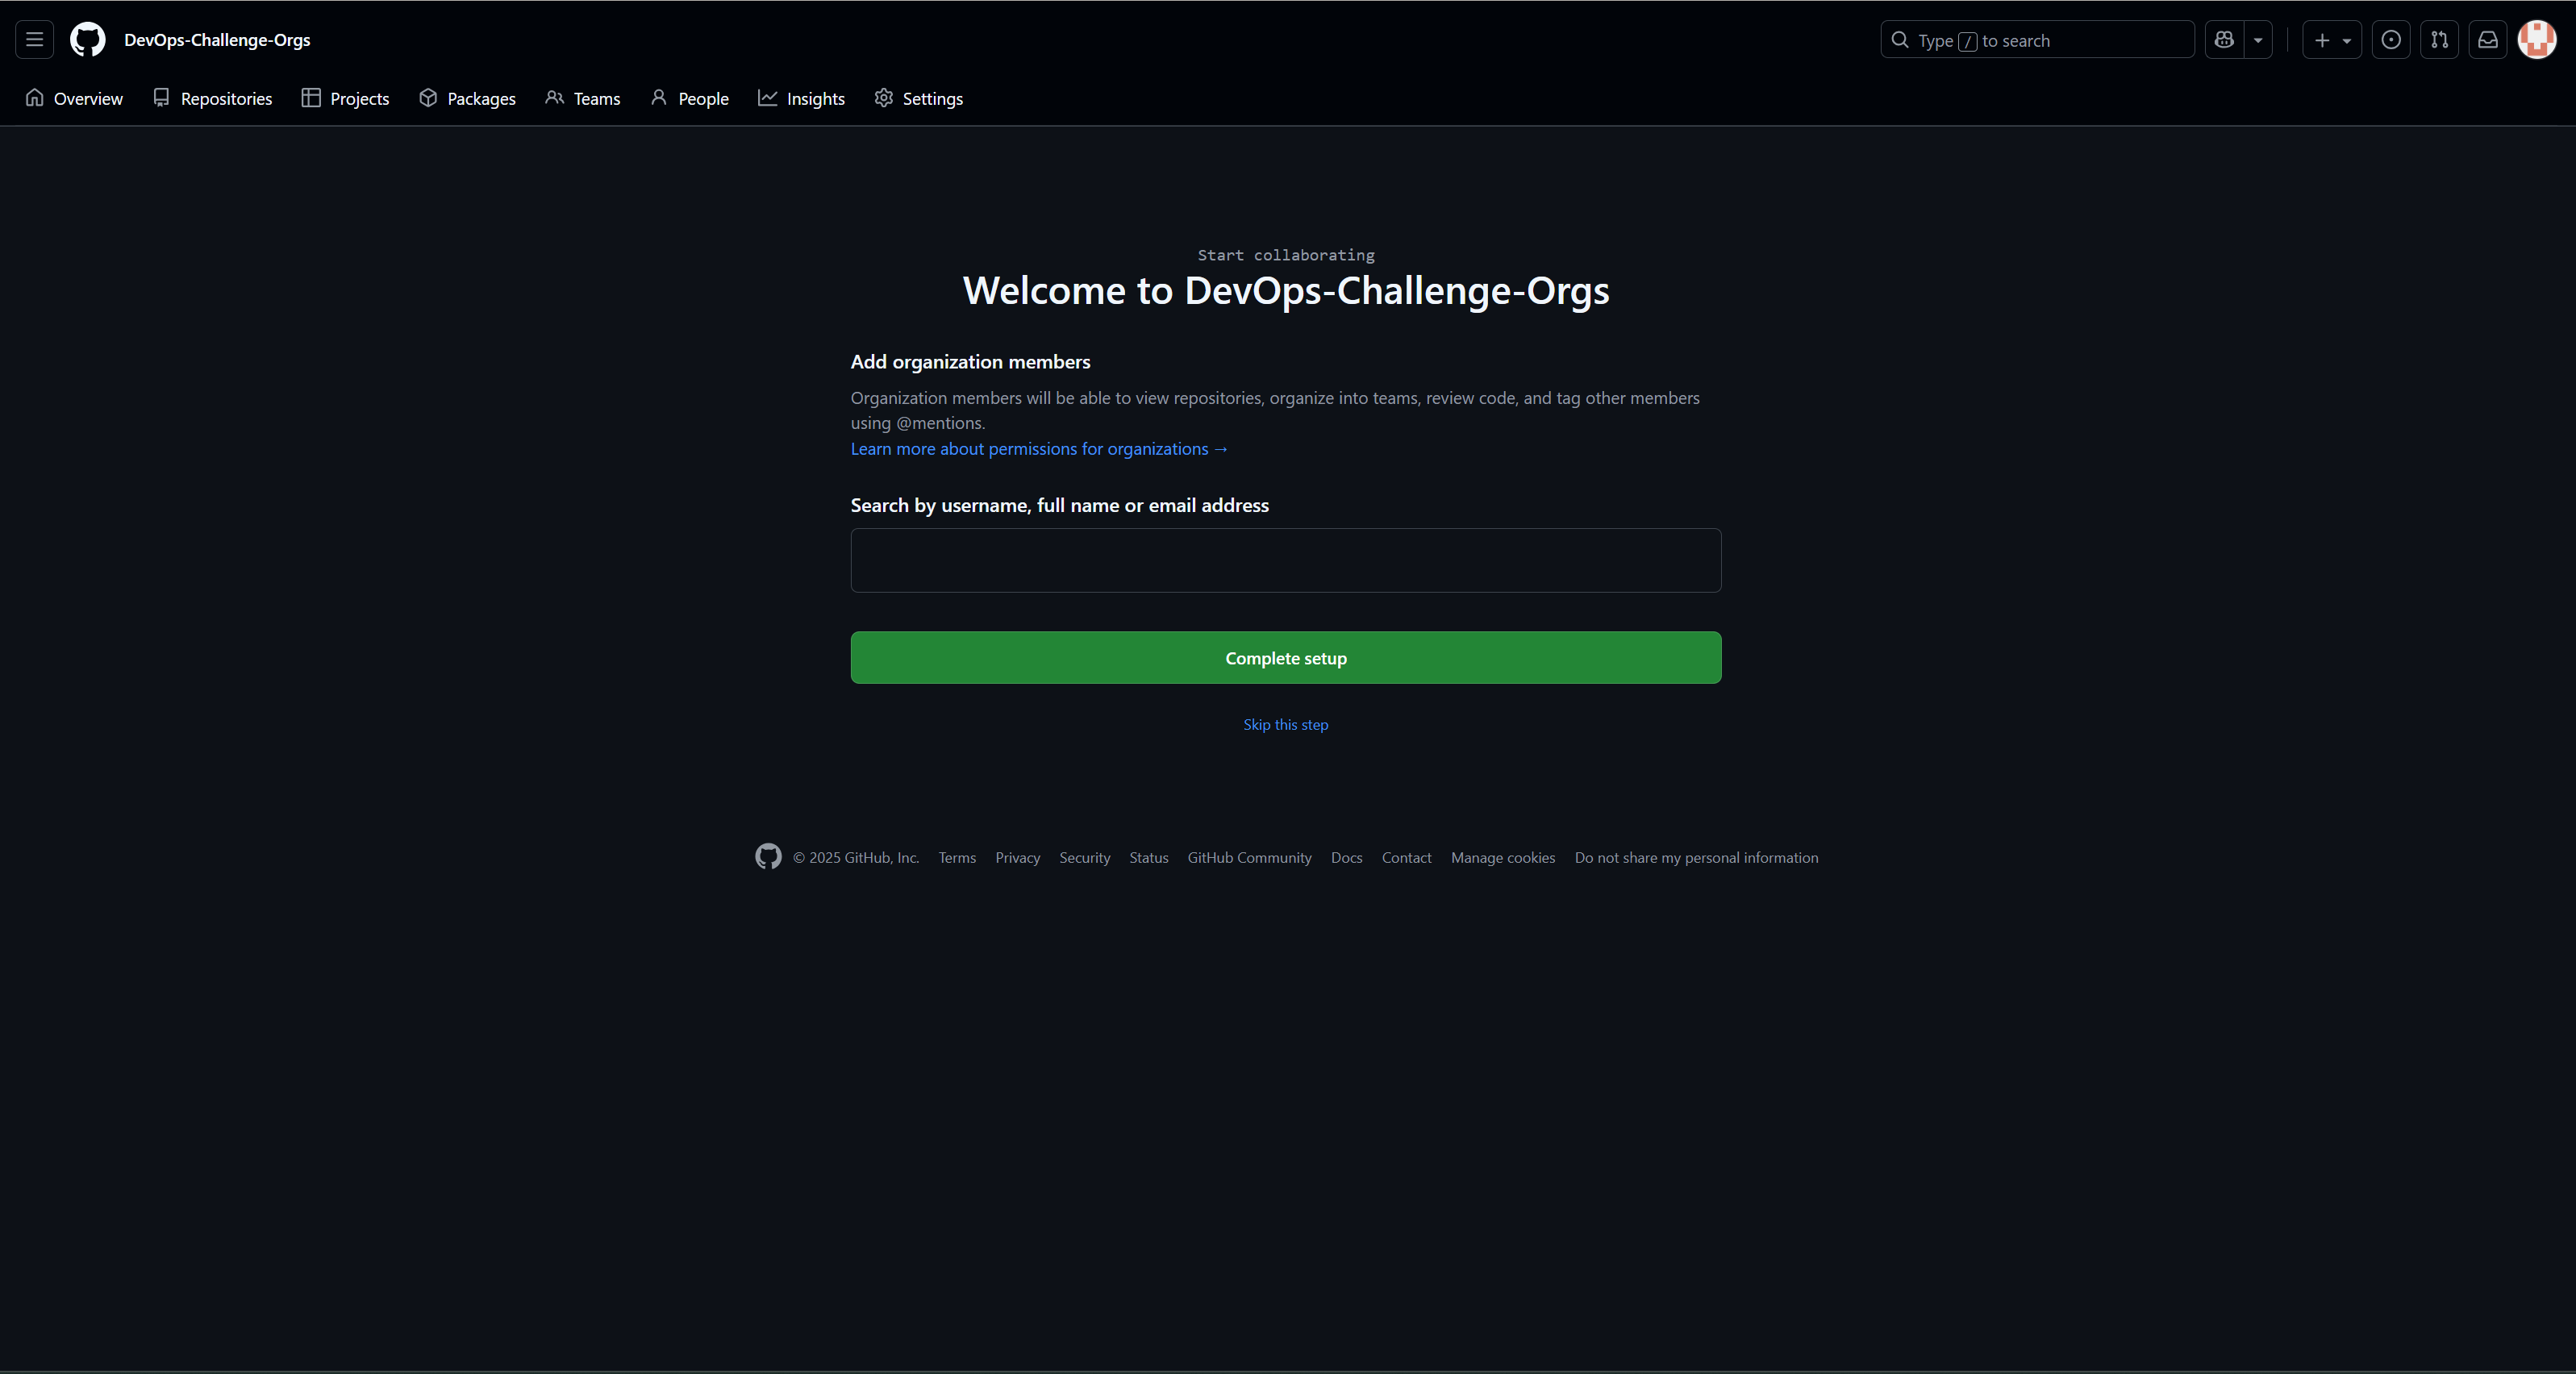 DevOps-Challenge-Orgs
Type / to search
Overview
Repositories
Projects
Packages
Teams
People
Insights
Settings
Start collaborating
Welcome to DevOps-Challenge-Orgs
Add organization members
Organization members will be able to view repositories, organize into teams, review code, and tag other members
using @mentions.
Learn more about permissions for organizations →
Search by username, full name or email address
Complete setup
Skip this step
© 2025 GitHub, Inc.
Terms
Privacy
Security
Status
GitHub Community
Docs
Contact
Manage cookies
Do not share my personal information